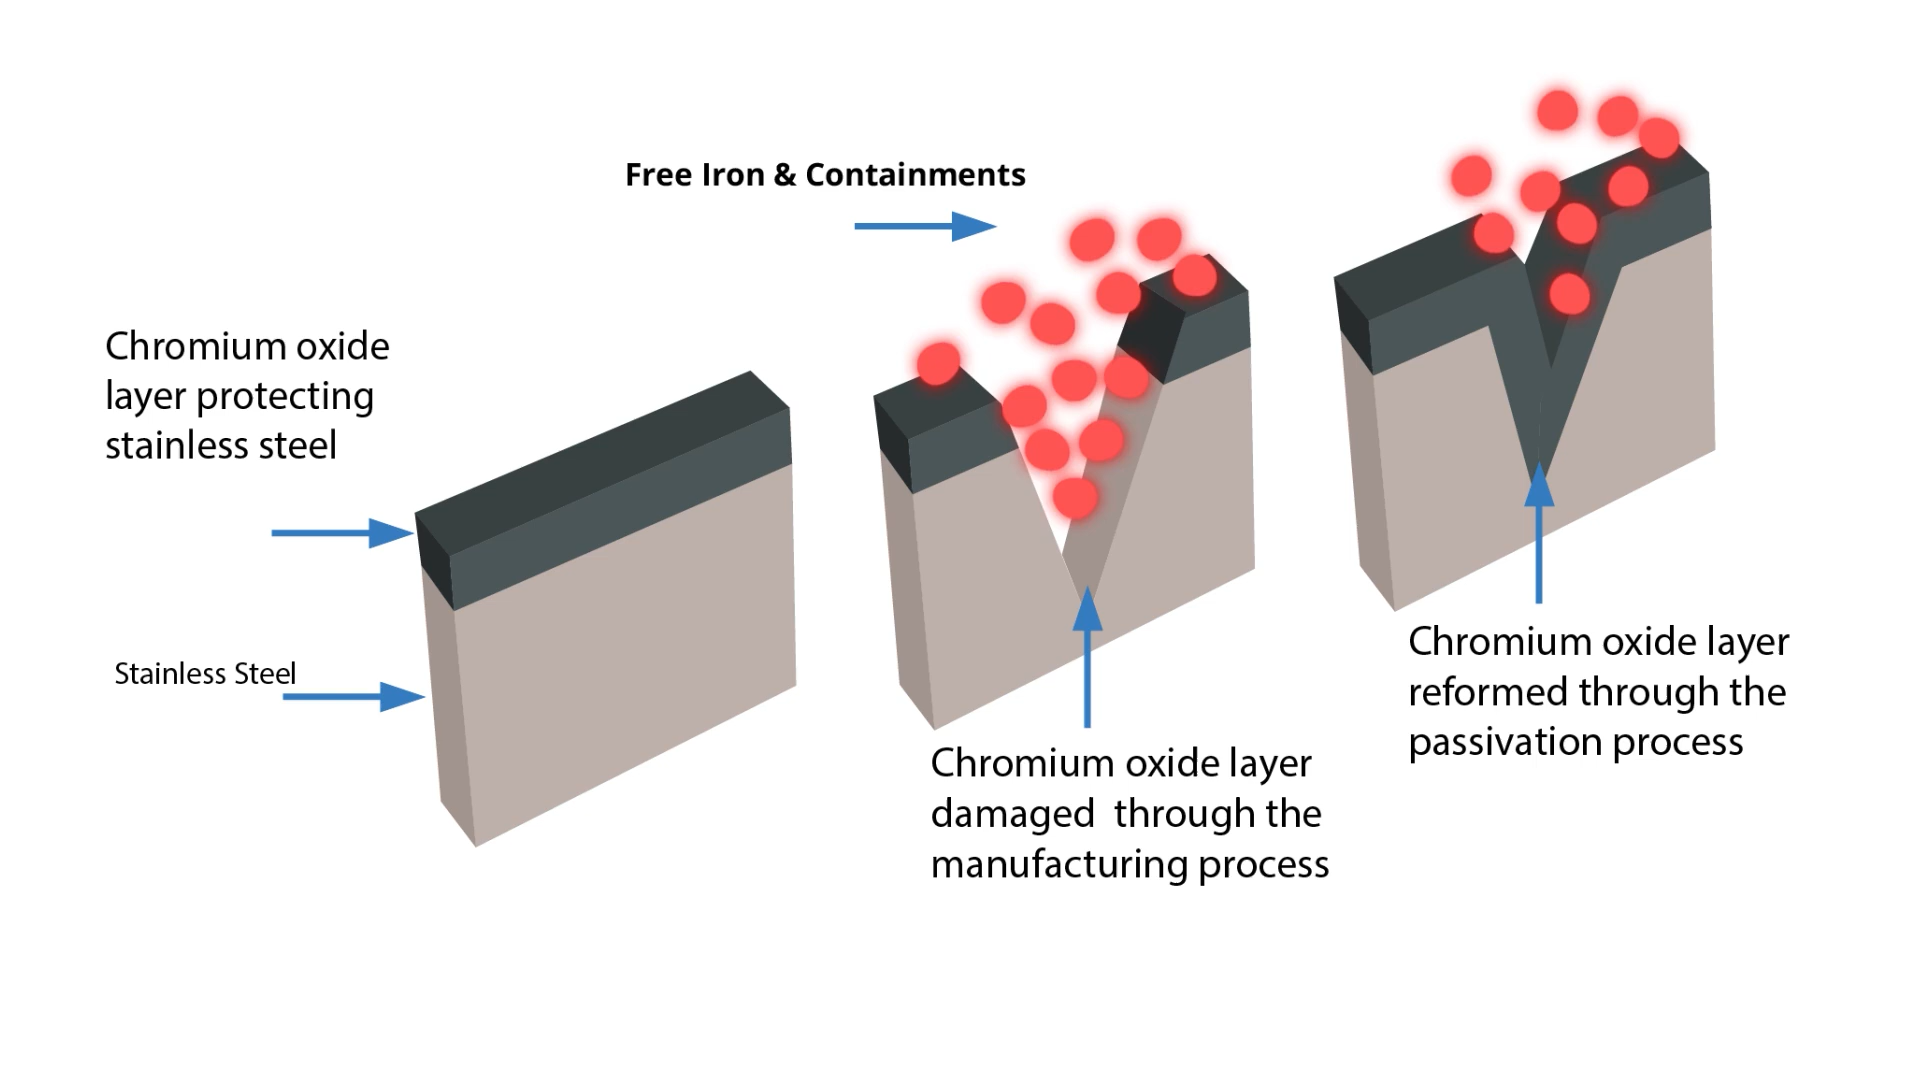 Free Iron & Containments
Chromium oxide
layer protecting
stainless steel
Stainless Steel
Chromium oxide layer
damaged  through the
manufacturing process
Chromium oxide layer
reformed through the
passivation process